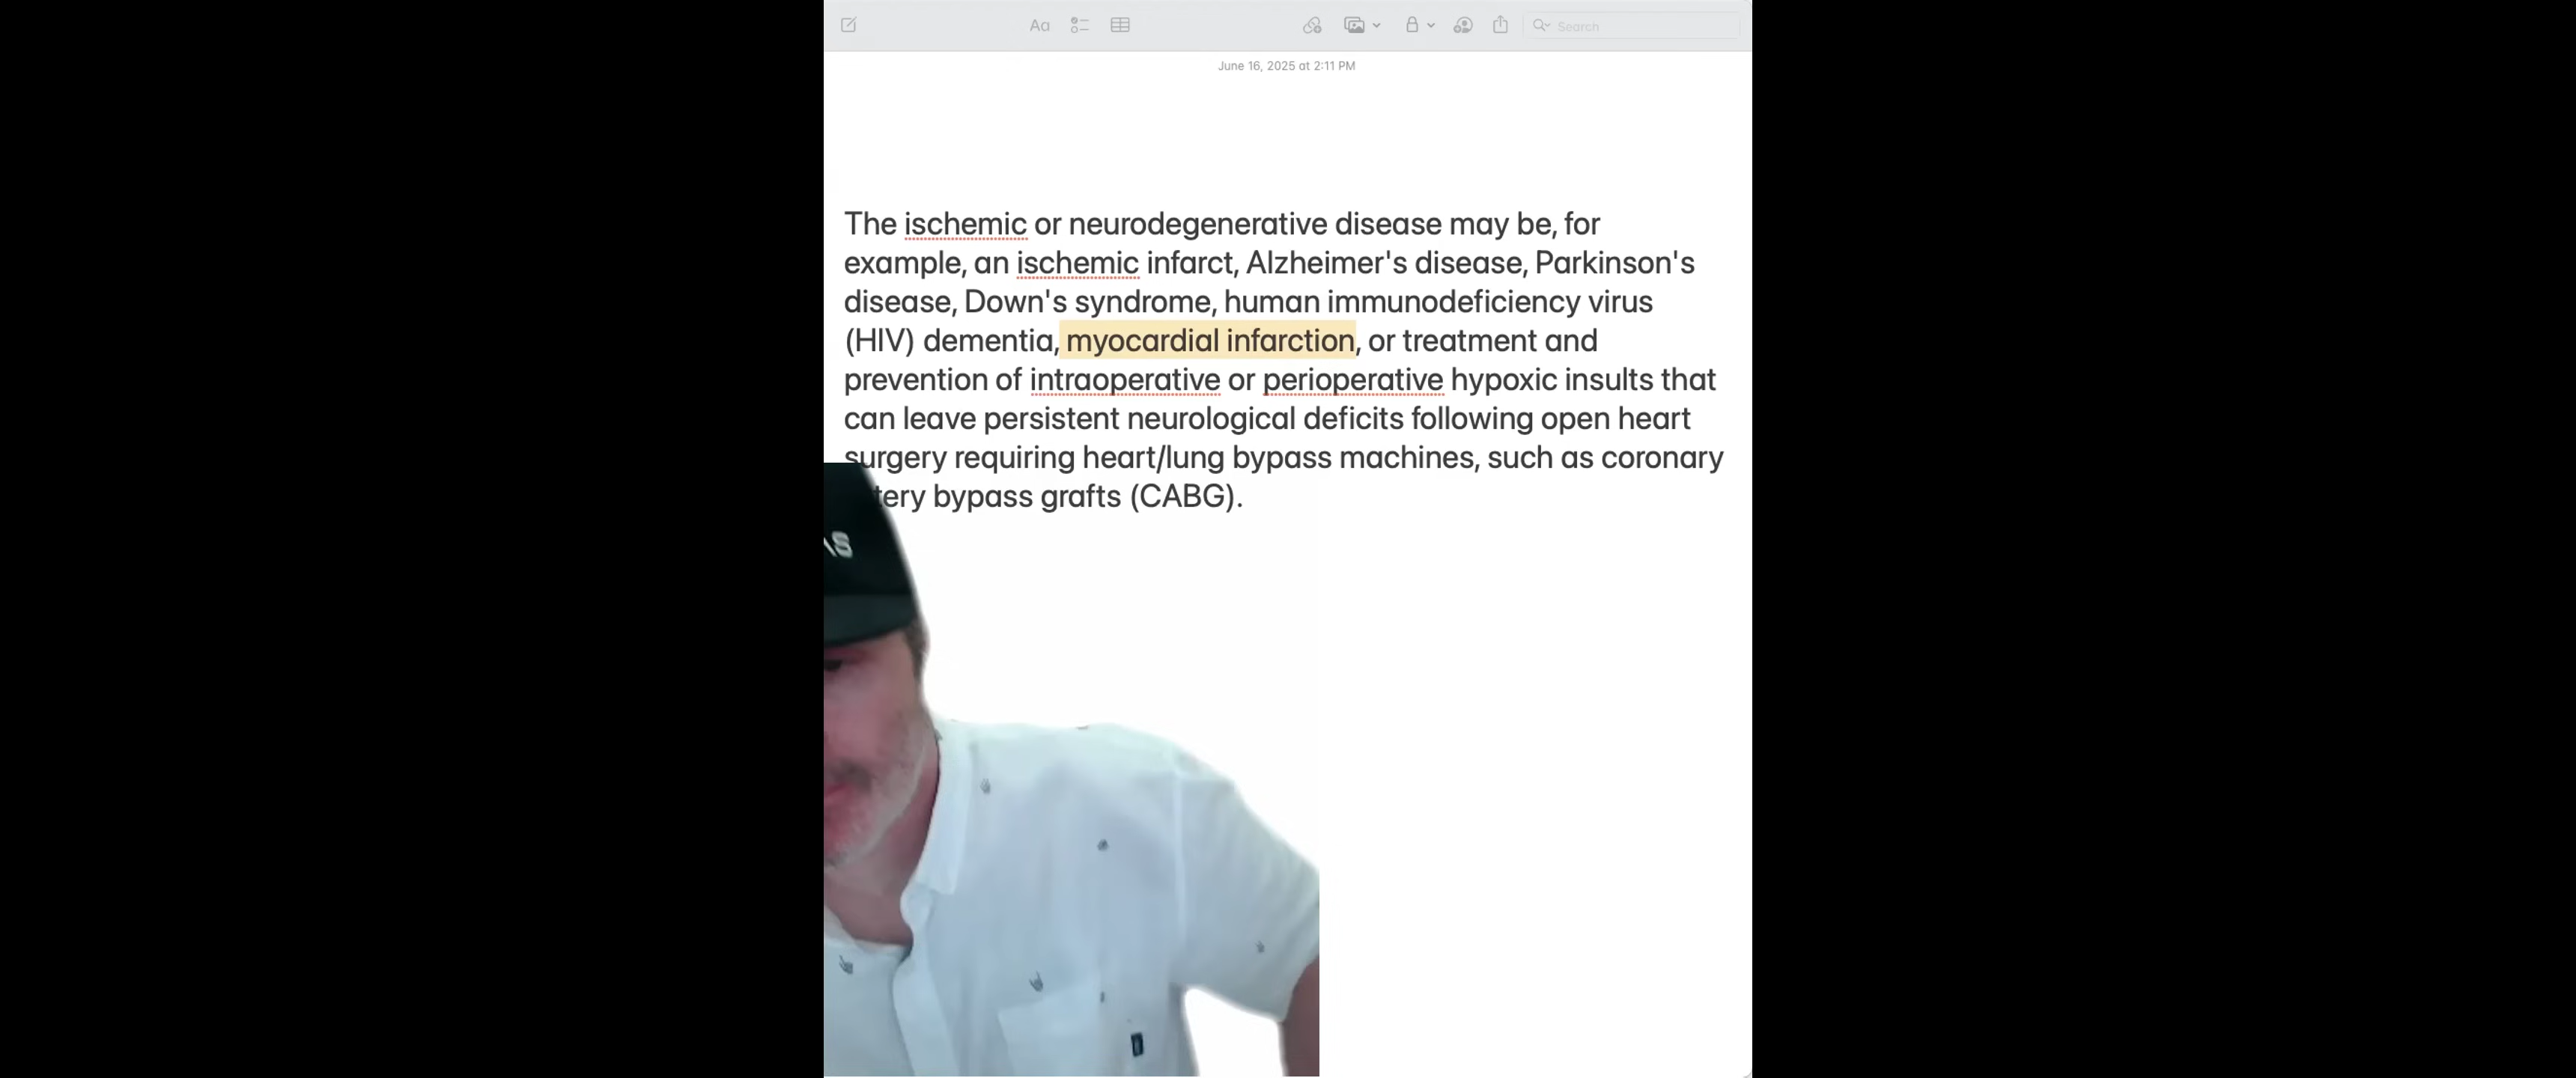 Aa
Search
June 16, 2025 at 2:11 PM
The ischemic or neurodegenerative disease may be, for
example, an ischemic infarct, Alzheimer's disease, Parkinson's
disease, Down's syndrome, human immunodeficiency virus
(HIV) dementia, myocardial infarction, or treatment and
prevention of intraoperative or perioperative hypoxic insults that
can leave persistent neurological deficits following open heart
surgery requiring heart/lung bypass machines, such as coronary
tery bypass grafts (CABG).